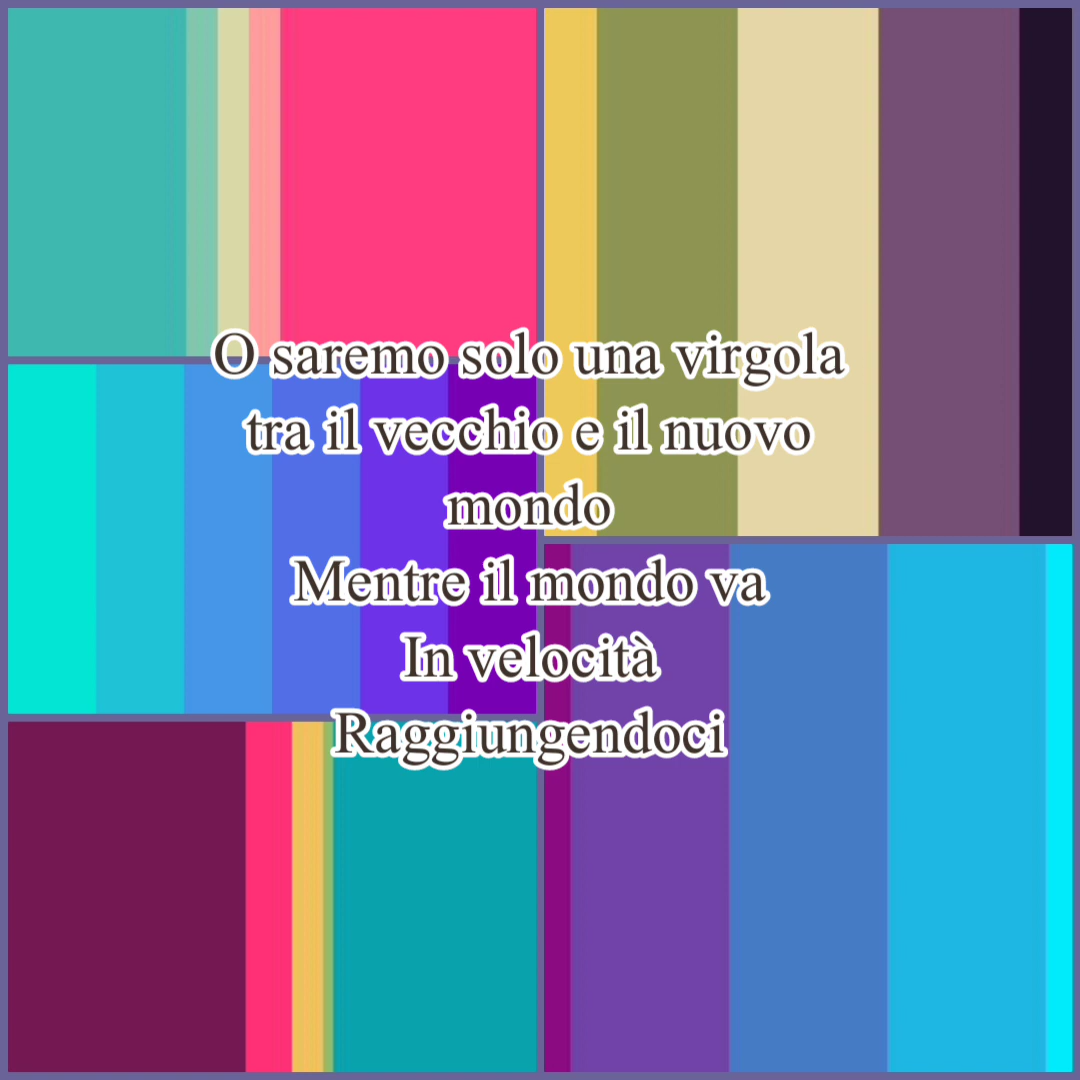 O saremo solo una virgola
tra il vecchio e il nuovo
mondo
Mentre il mondo va
In velocità
Raggiungendoci